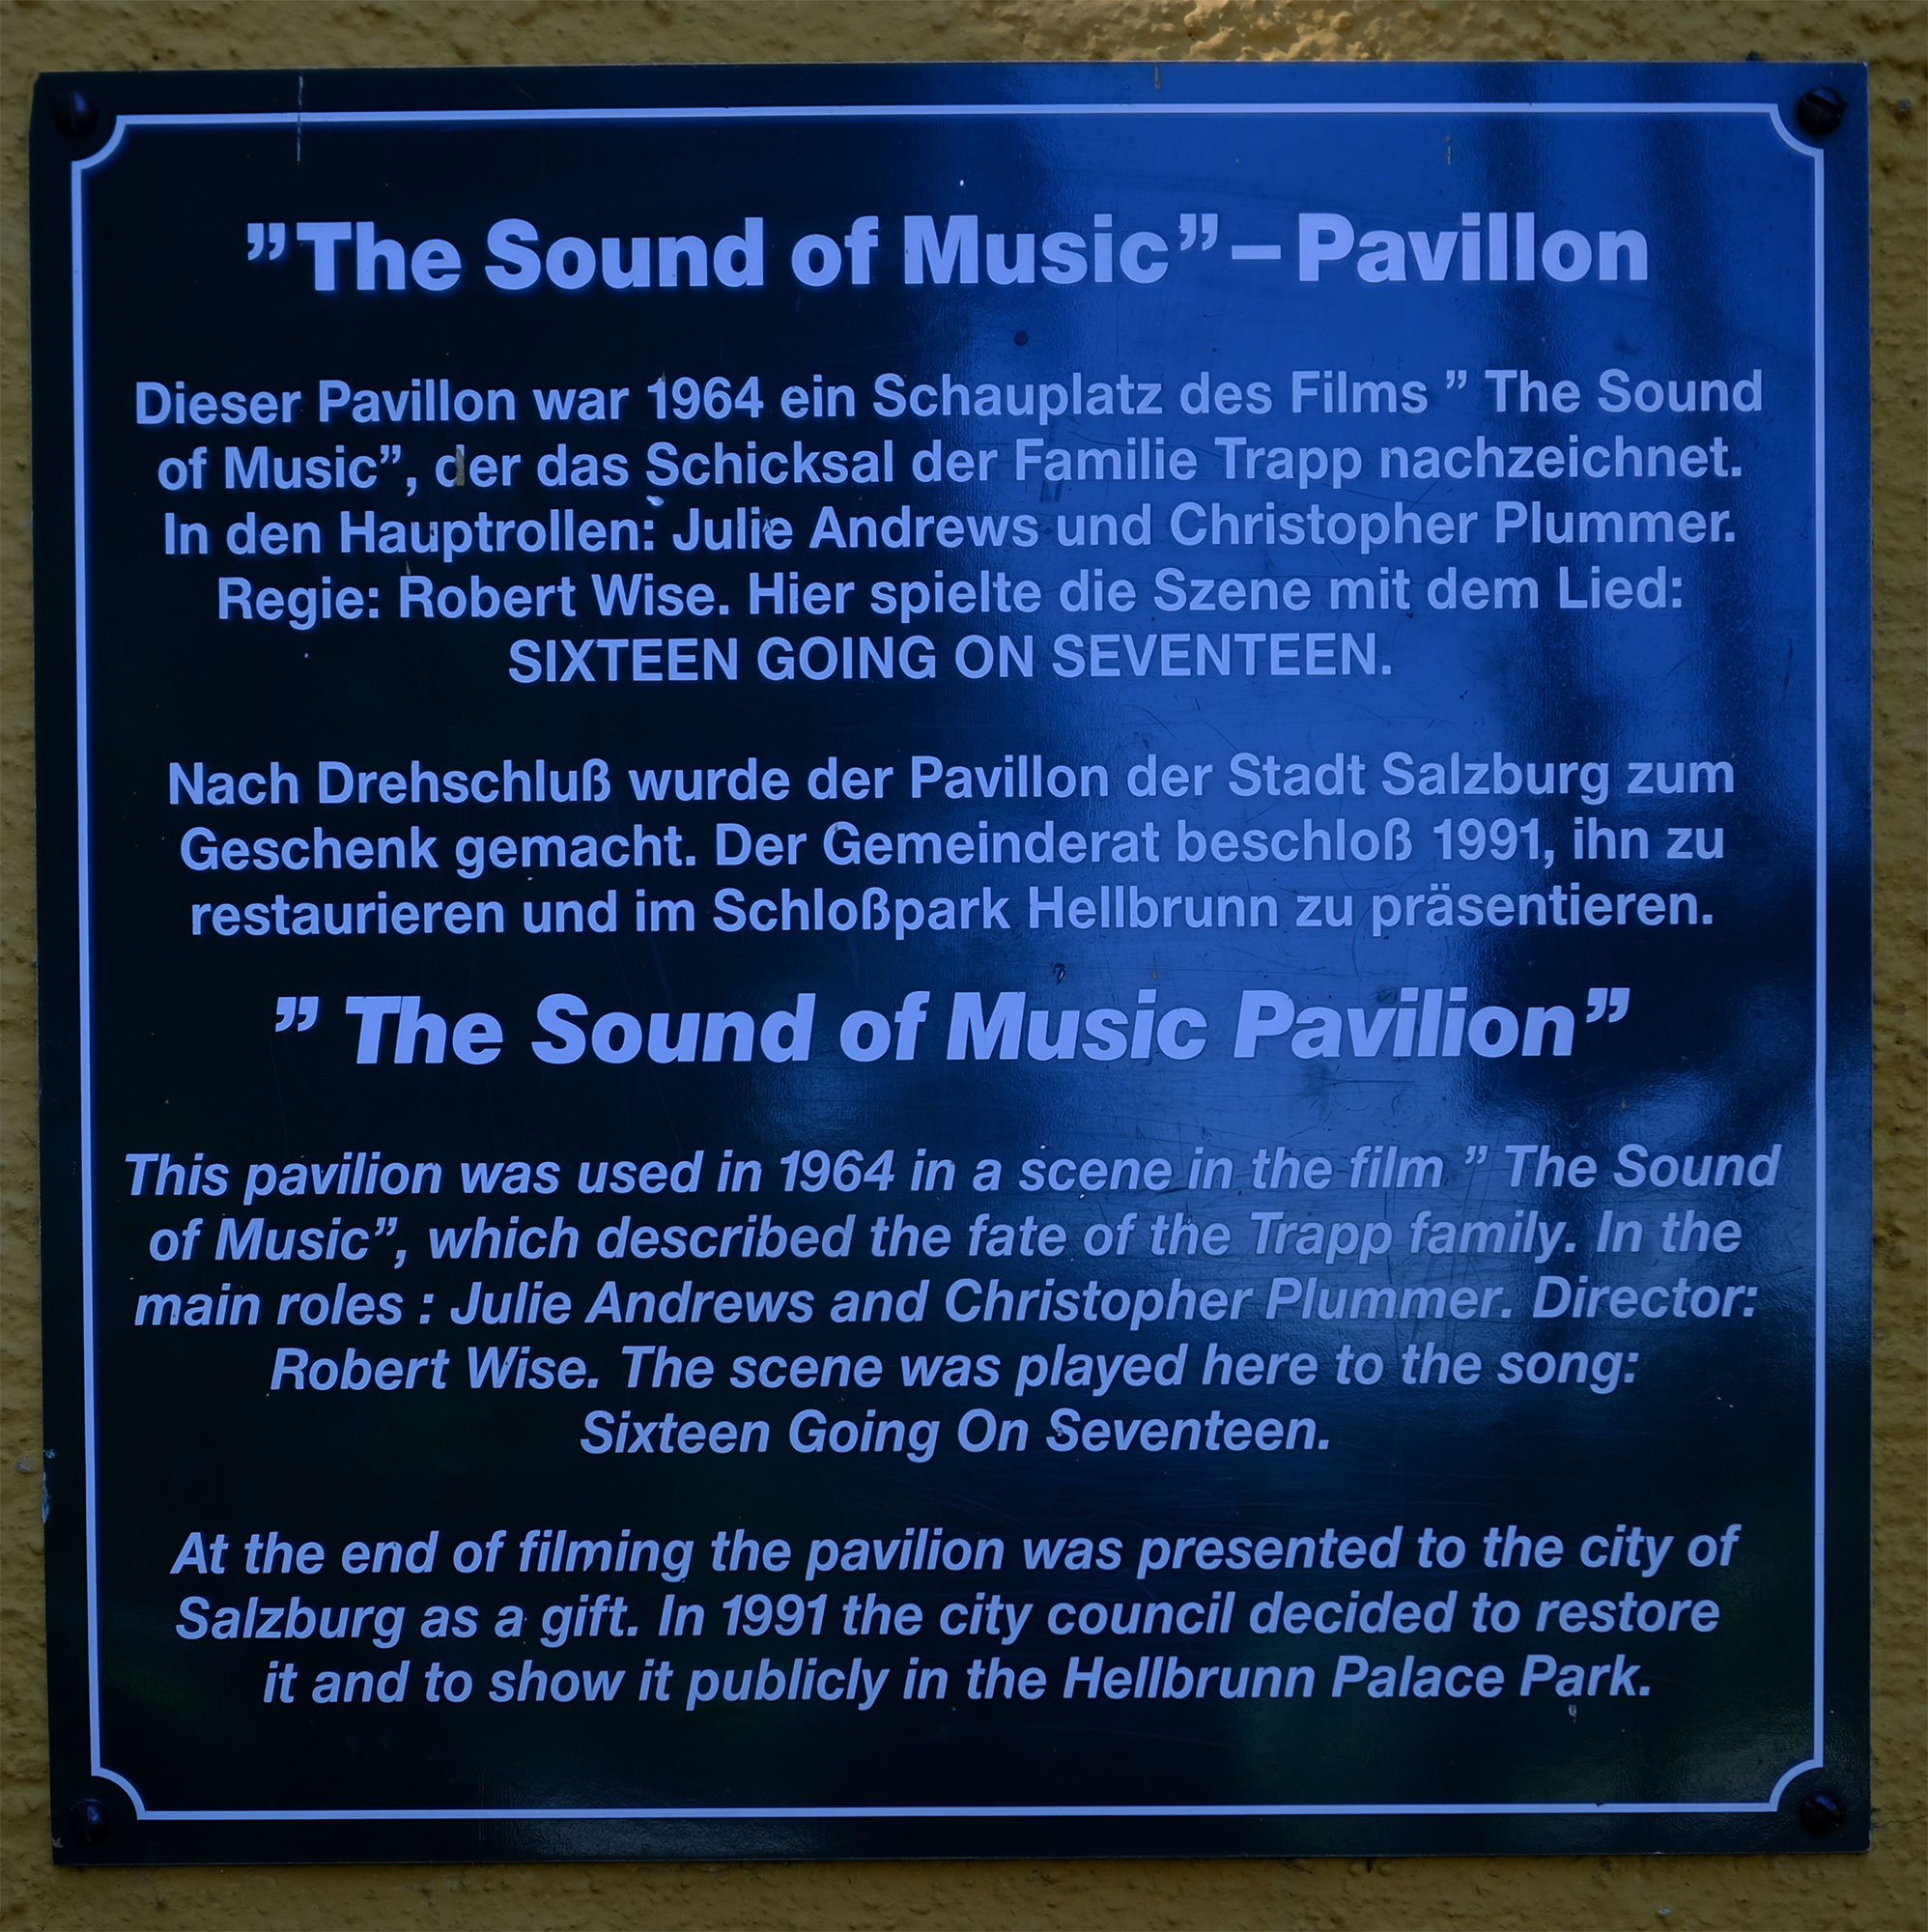 ”The Sound of Music”–Pavillon
Dieser Pavillon war 1964 ein Schauplatz des Films ” The Sound
of Music”, der das Schicksal der Familie Trapp nachzeichnet.
In den Hauptrollen: Julie Andrews und Christopher Plummer.
Regie: Robert Wise. Hier spielte die Szene mit dem Lied:
SIXTEEN GOING ON SEVENTEEN.
Nach Drehschluß wurde der Pavillon der Stadt Salzburg zum
Geschenk gemacht. Der Gemeinderat beschloß 1991, ihn zu
restaurieren und im Schloßpark Hellbrunn zu präsentieren.
” The Sound of Music Pavilion”
This pavilion was used in 1964 in a scene in the film ” The Sound
of Music”, which described the fate of the Trapp family. In the
main roles : Julie Andrews and Christopher Plummer. Director:
Robert Wise. The scene was played here to the song:
Sixteen Going On Seventeen.
At the end of filming the pavilion was presented to the city of
Salzburg as a gift. In 1991 the city council decided to restore
it and to show it publicly in the Hellbrunn Palace Park.